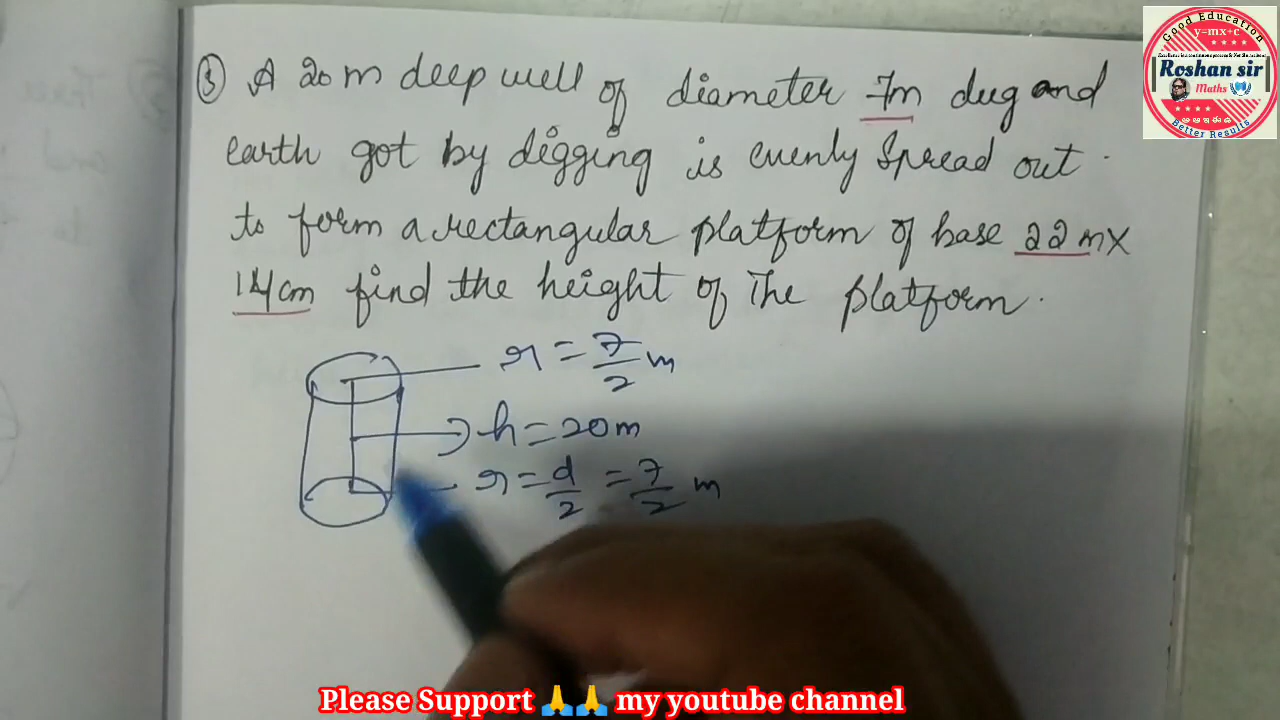 ③ A 20 m deep well of diameter 7m dug and
earth got by digging is evenly Spread out
to form a rectangular platform of base 22 m×
14cm find the height of The platform.
r = 7/2 m
h = 20m
r = d/2 = 7/2 m
Good Education
y=mx+c
Roshan sir
Maths
Better Results
Please Support 🙏🙏 my youtube channel